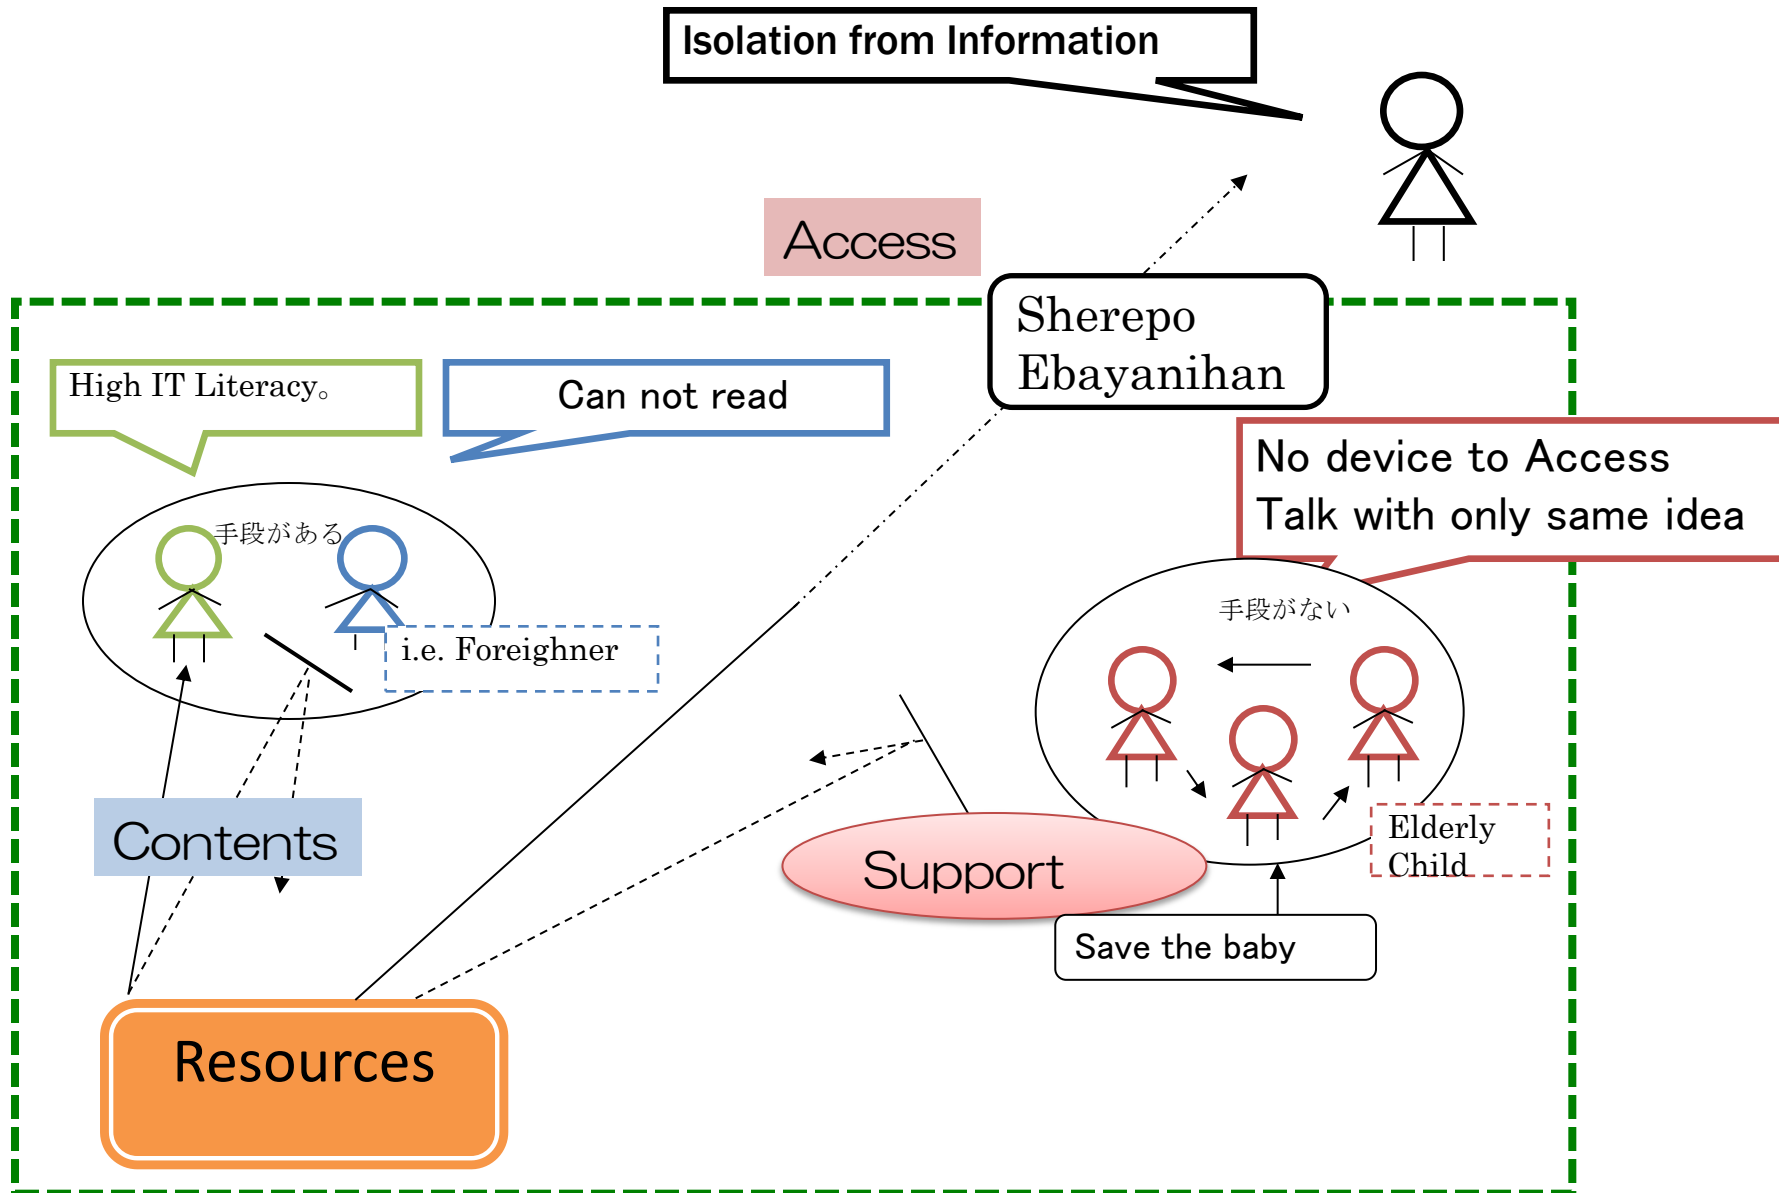 Isolation from Information
Access
Sherepo
Ebayanihan
High IT Literacy。
Can not read
No device to Access
Talk with only same idea
手段がある
手段がない
i.e. Foreighner
Contents
Elderly
Child
Support
Save the baby
Resources